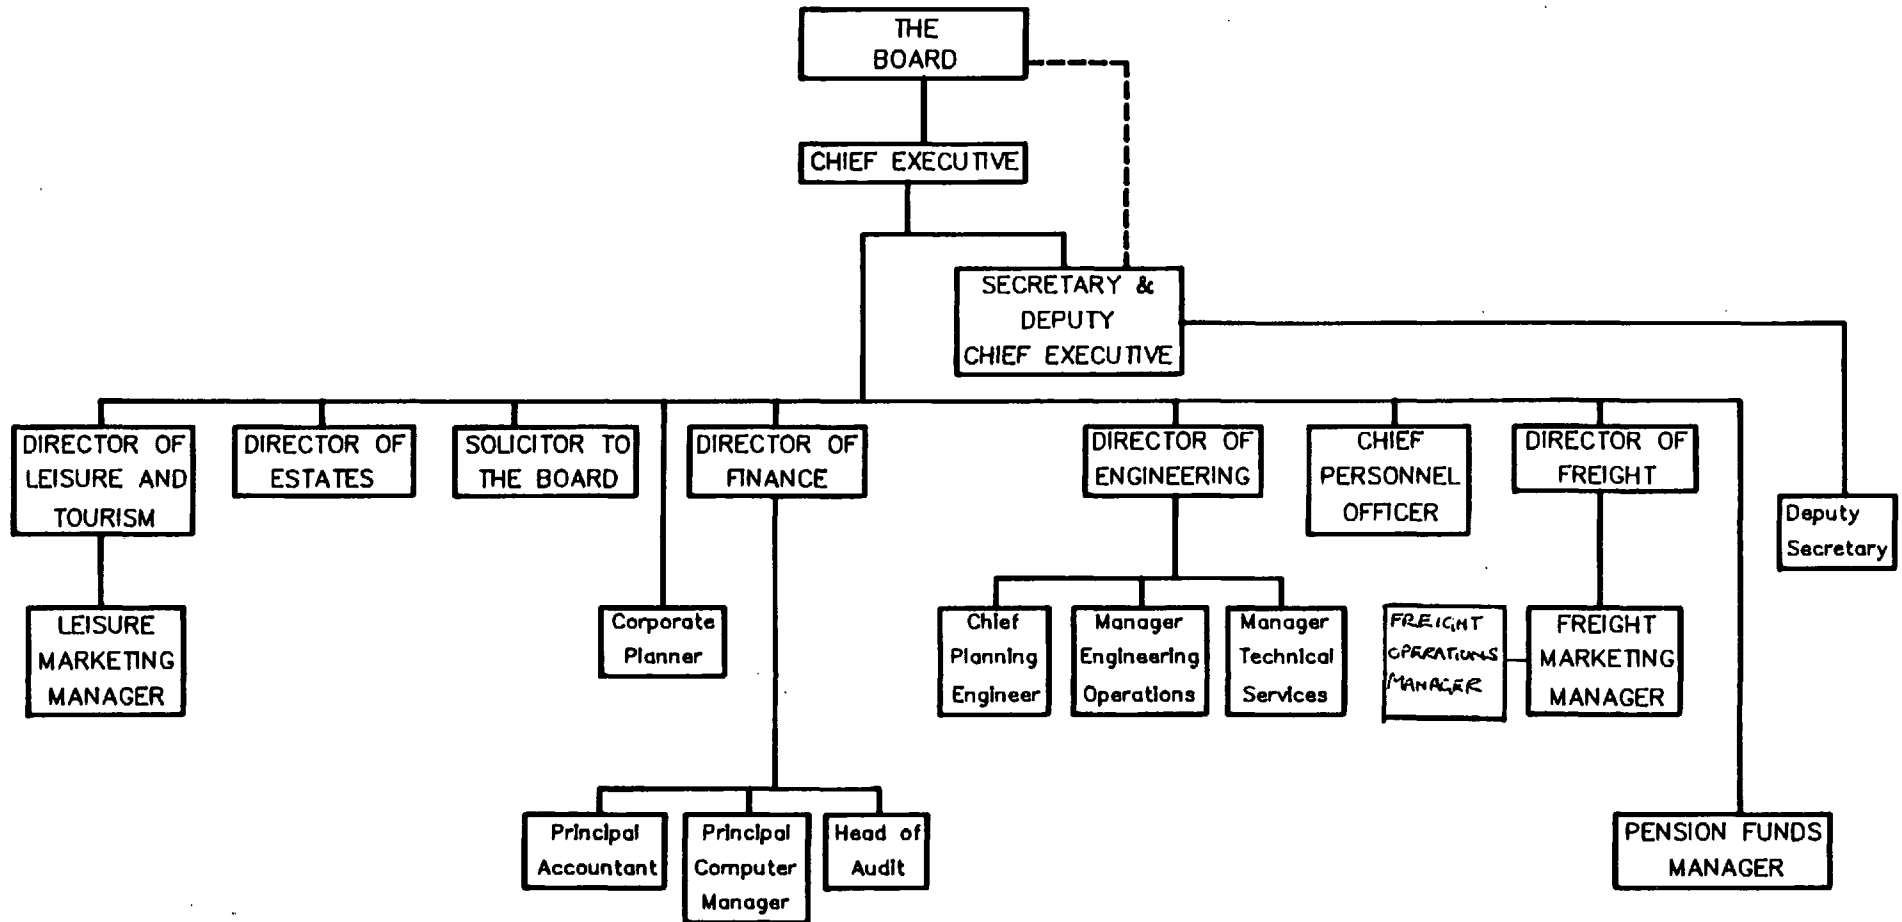 THE
BOARD
CHIEF EXECUTIVE
SECRETARY &
DEPUTY
CHIEF EXECUTIVE
DIRECTOR OF
LEISURE AND
TOURISM
DIRECTOR OF
ESTATES
SOLICITOR TO
THE BOARD
DIRECTOR OF
FINANCE
DIRECTOR OF
ENGINEERING
CHIEF
PERSONNEL
OFFICER
DIRECTOR OF
FREIGHT
Deputy
Secretary
LEISURE
MARKETING
MANAGER
Corporate
Planner
Chief
Planning
Engineer
Manager
Engineering
Operations
Manager
Technical
Services
FREIGHT
OPERATIONS
MANAGER
FREIGHT
MARKETING
MANAGER
Principal
Accountant
Principal
Computer
Manager
Head of
Audit
PENSION FUNDS
MANAGER